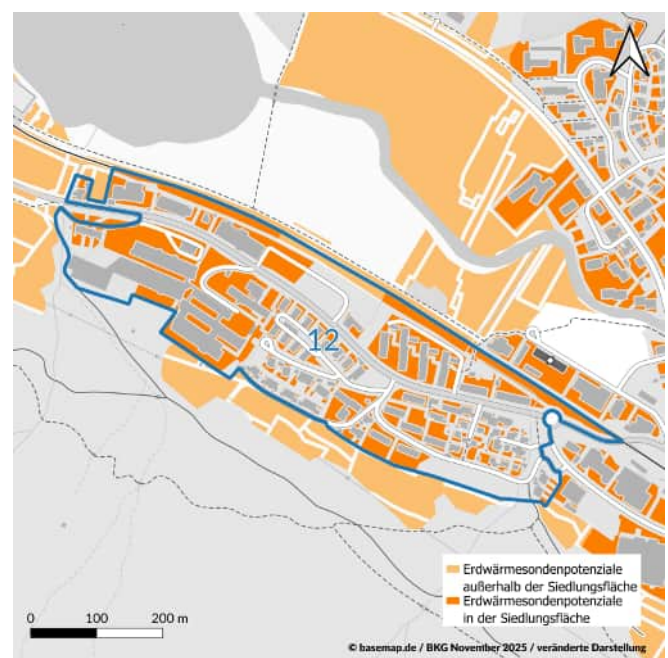 12
Erdwärmesondenpotenziale
außerhalb der Siedlungsfläche
Erdwärmesondenpotenziale
in der Siedlungsfläche
0 100 200 m
© basemap.de / BKG November 2025 / veränderte Darstellung